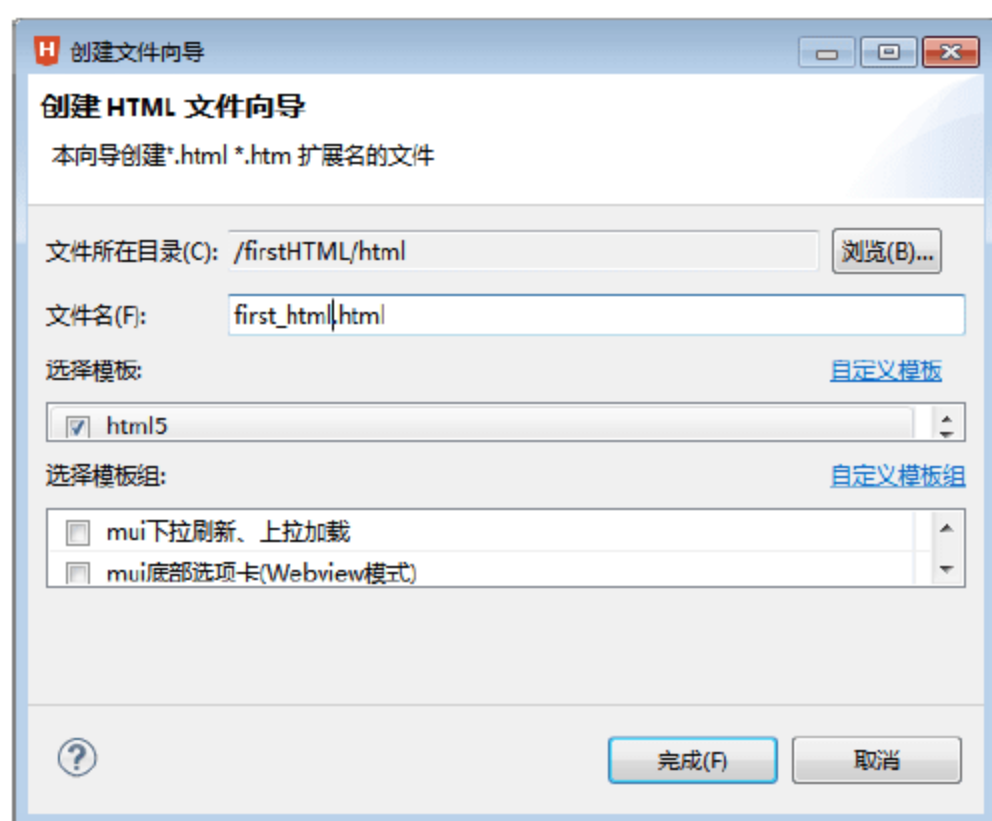 H 创建文件向导
创建 HTML 文件向导
本向导创建*.html *.htm 扩展名的文件
文件所在目录(C): /firstHTML/html 浏览(B)...
文件名(F): first_html.html
选择模板: 自定义模板
html5
选择模板组: 自定义模板组
mui下拉刷新、上拉加载
mui底部选项卡(Webview模式)
? 完成(F) 取消